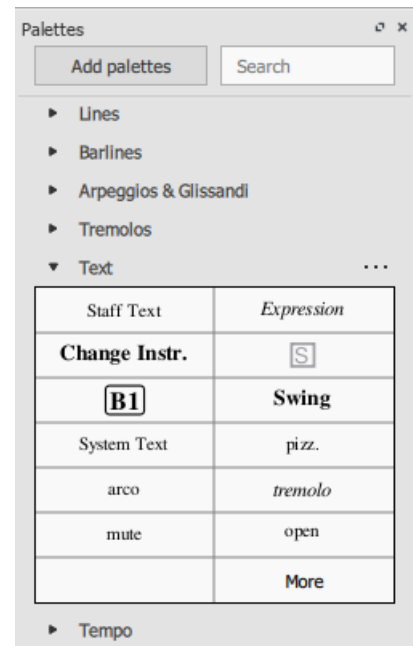 Palettes
Add palettes Search
Lines
Barlines
Arpeggios & Glissandi
Tremolos
Text ...
Staff Text Expression
Change Instr. S
B1 Swing
System Text pizz.
arco tremolo
mute open
More
Tempo